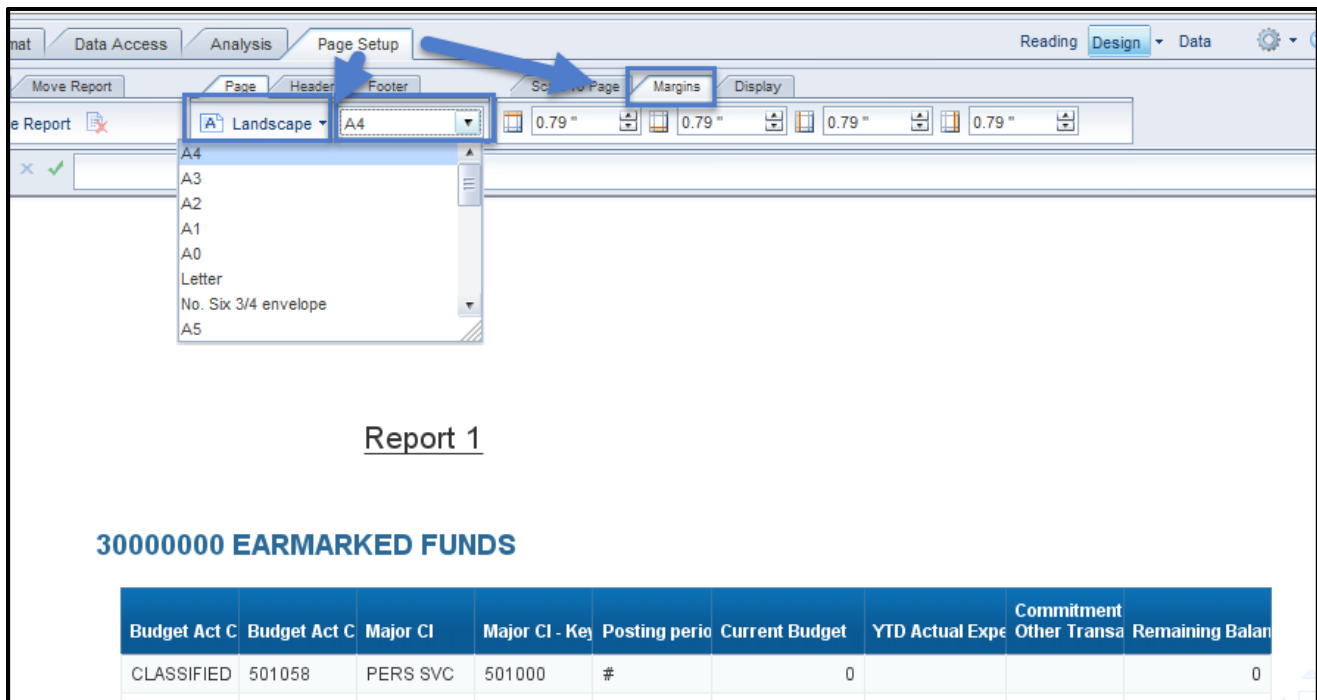 mat Data Access Analysis Page Setup Reading Design Data
Move Report Page Header Footer Page Margins Display
e Report Landscape A4 0.79 " 0.79 " 0.79 " 0.79 "
A4
A3
A2
A1
A0
Letter
No. Six 3/4 envelope
A5
Report 1
30000000 EARMARKED FUNDS
Budget Act C Budget Act C Major CI Major CI - Key Posting perio Current Budget YTD Actual Expe Commitment Other Transa Remaining Balan
CLASSIFIED 501058 PERS SVC 501000 # 0 0